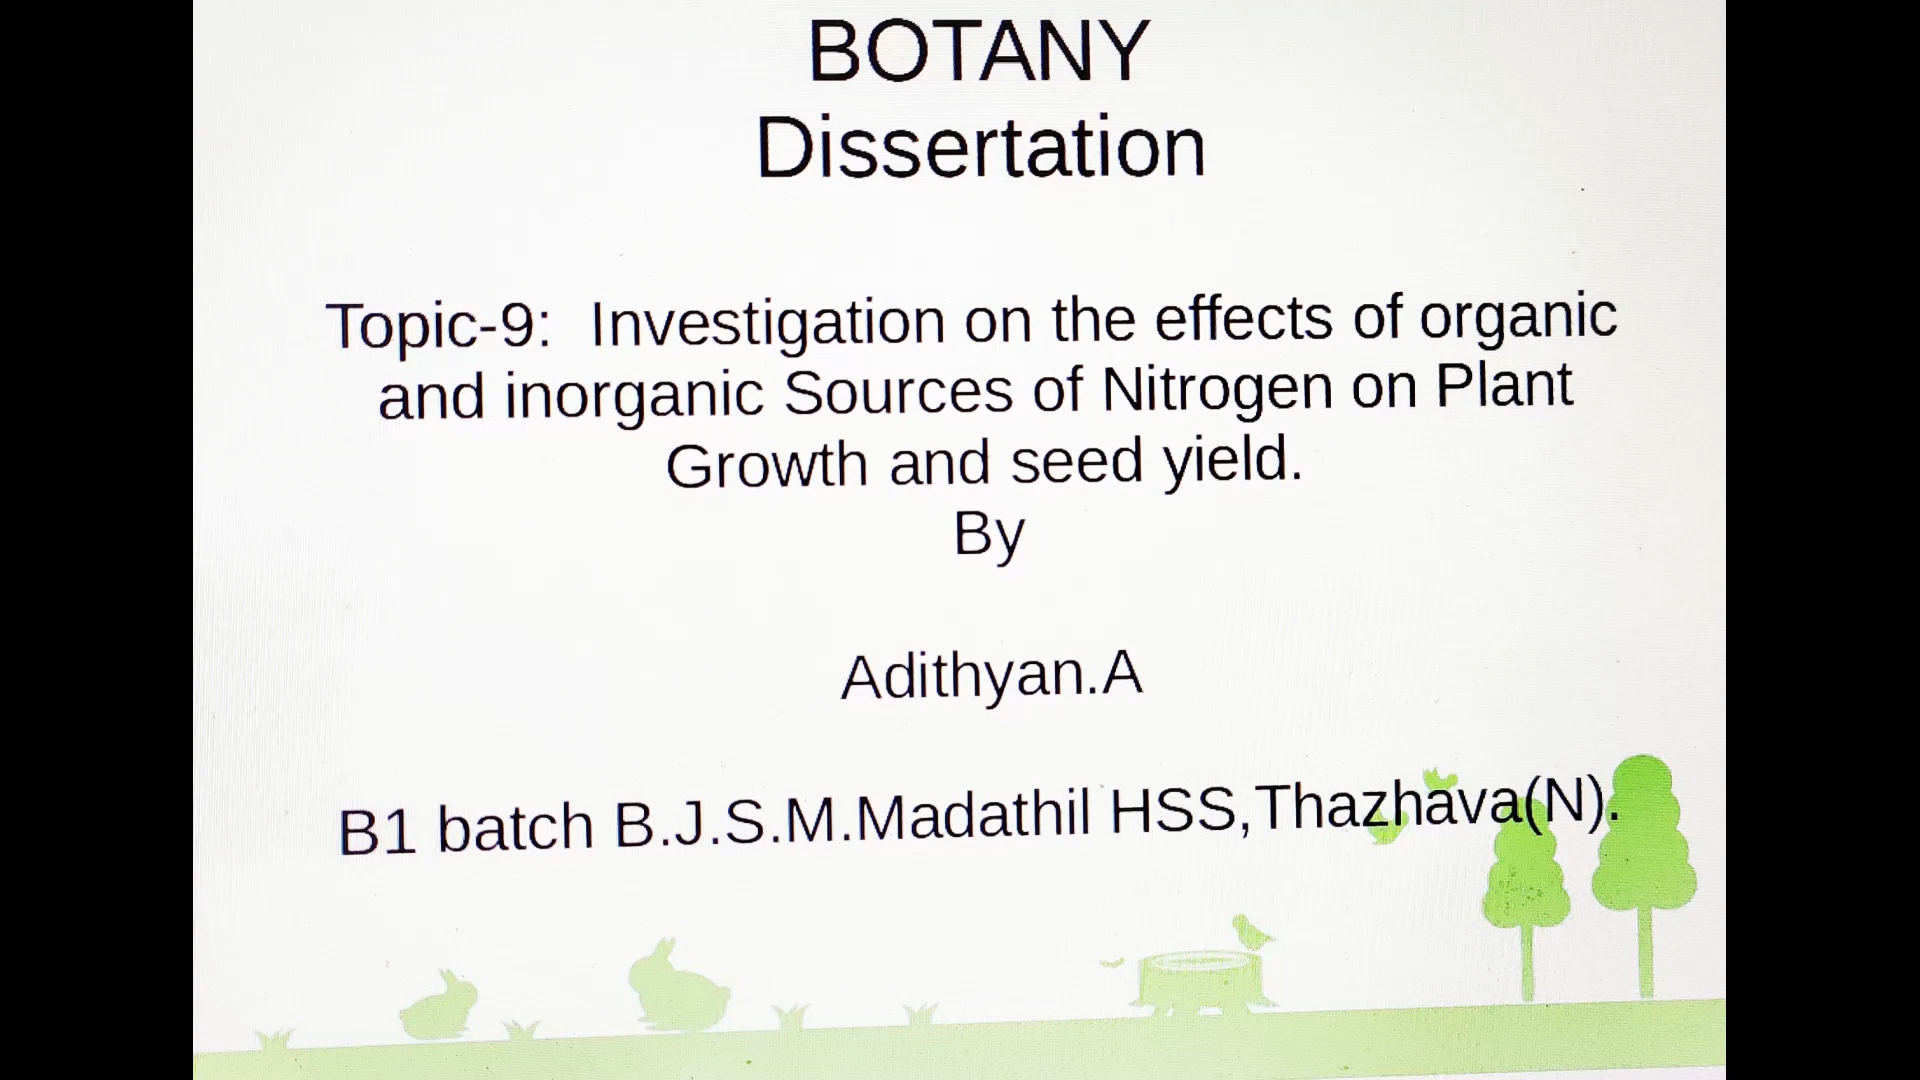 BOTANY
Dissertation
Topic-9: Investigation on the effects of organic
and inorganic Sources of Nitrogen on Plant
Growth and seed yield.
By
Adithyan.A
B1 batch B.J.S.M.Madathil HSS,Thazhava(N).